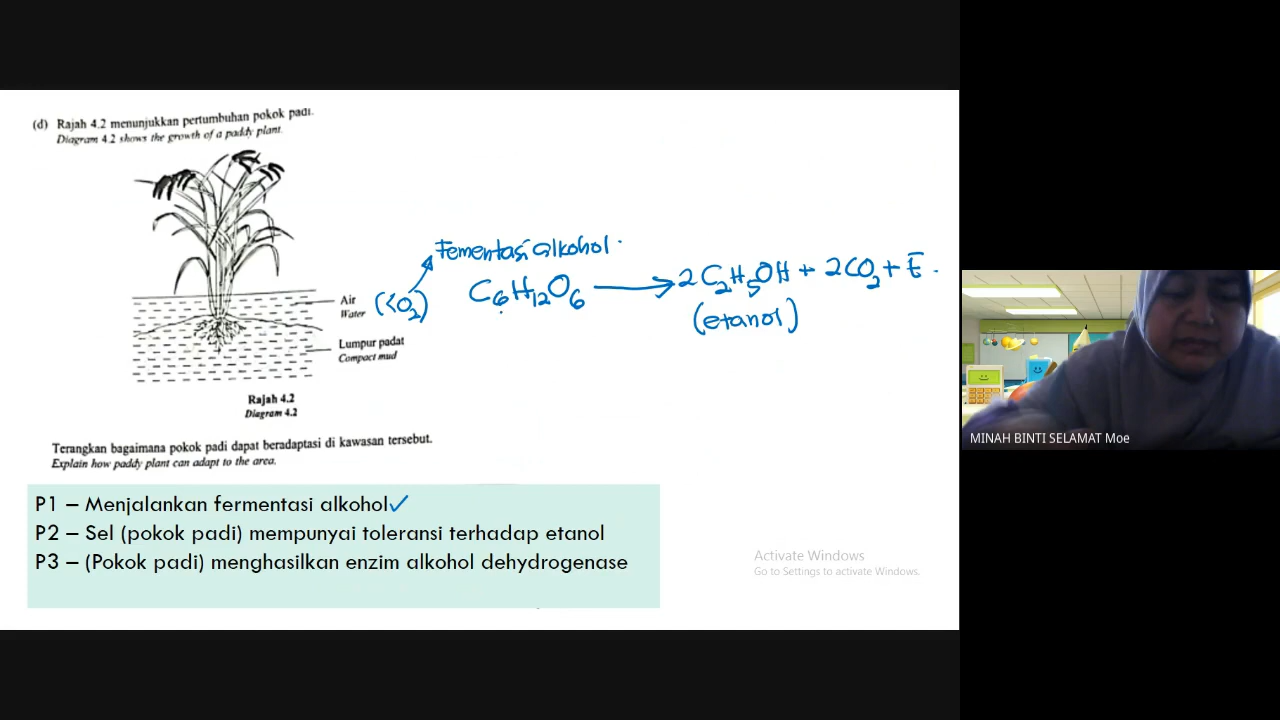 (d) Rajah 4.2 menunjukkan pertumbuhan pokok padi.
Diagram 4.2 shows the growth of a paddy plant.
Fementasi alkohol.
C6H12O6 → 2C2H5OH + 2CO2 + E.
(etanol)
(<O2)
Air
Water
Lumpur padat
Compact mud
Rajah 4.2
Diagram 4.2
Terangkan bagaimana pokok padi dapat beradaptasi di kawasan tersebut.
Explain how paddy plant can adapt to the area.
P1 – Menjalankan fermentasi alkohol✓
P2 – Sel (pokok padi) mempunyai toleransi terhadap etanol
P3 – (Pokok padi) menghasilkan enzim alkohol dehydrogenase
Activate Windows
Go to Settings to activate Windows.
MINAH BINTI SELAMAT Moe